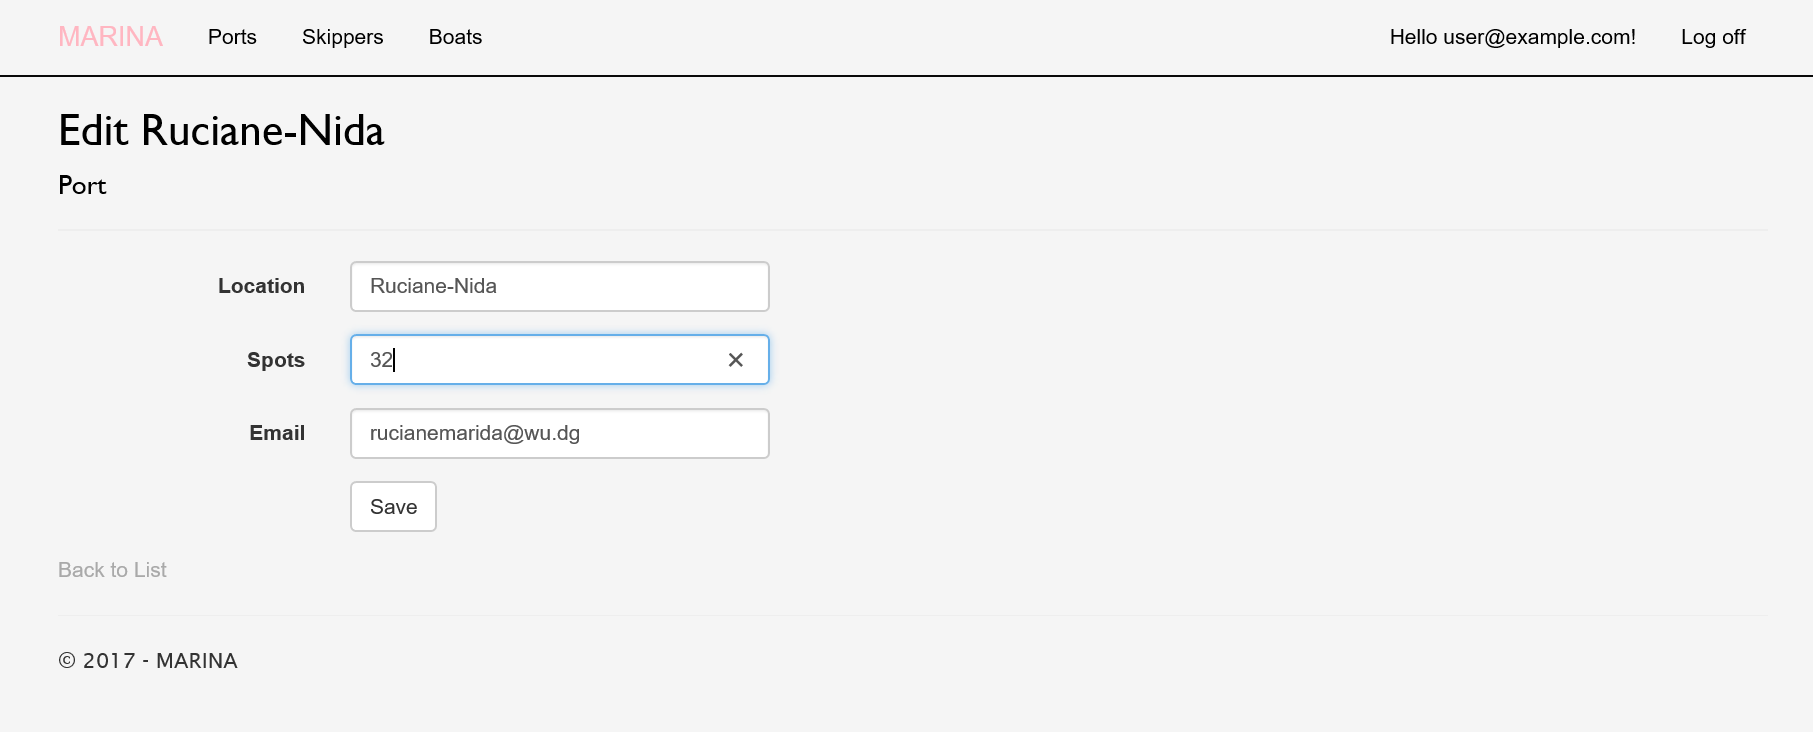 MARINA Ports Skippers Boats Hello user@example.com! Log off
Edit Ruciane-Nida
Port
Location Ruciane-Nida
Spots 32
Email rucianemarida@wu.dg
Save
Back to List
© 2017 - MARINA